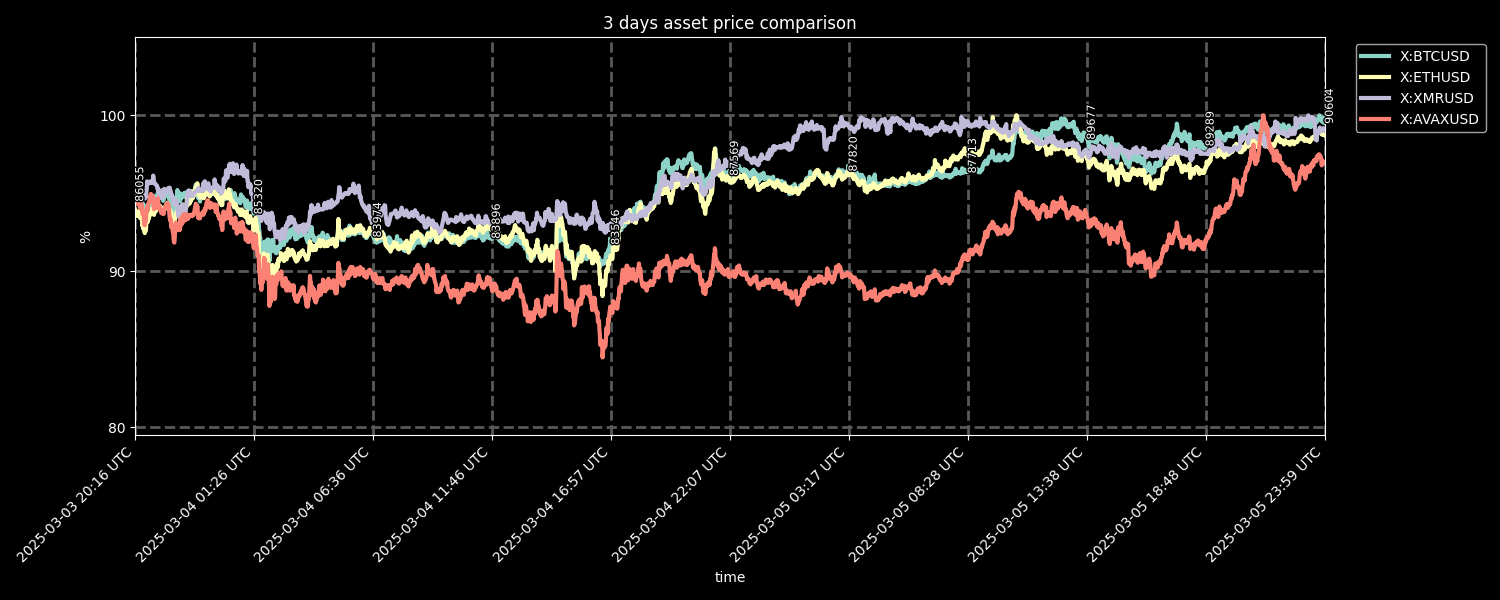 3 days asset price comparison
X:BTCUSD
X:ETHUSD
X:XMRUSD
X:AVAXUSD
100
90
80
%
86055
85320
83974
83896
83546
87569
87820
87713
89677
89289
90604
2025-03-03 20:16 UTC
2025-03-04 01:26 UTC
2025-03-04 06:36 UTC
2025-03-04 11:46 UTC
2025-03-04 16:57 UTC
2025-03-04 22:07 UTC
2025-03-05 03:17 UTC
2025-03-05 08:28 UTC
2025-03-05 13:38 UTC
2025-03-05 18:48 UTC
2025-03-05 23:59 UTC
time